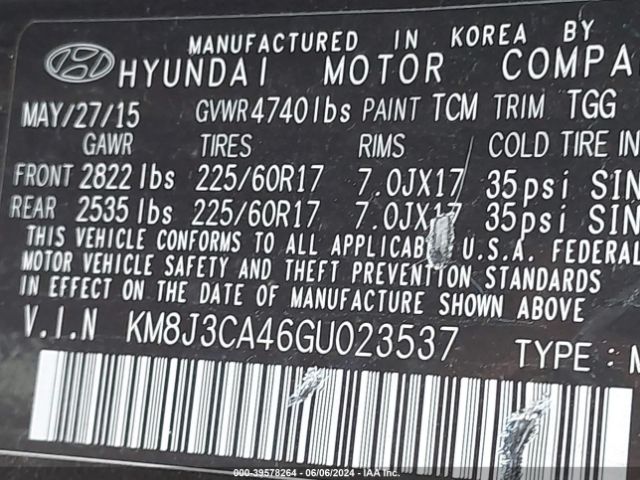 MANUFACTURED IN KOREA BY
HYUNDAI MOTOR COMPA
MAY/27/15 GVWR 4740 lbs PAINT TCM TRIM TGG
GAWR TIRES RIMS COLD TIRE IN
FRONT 2822 lbs 225/60R17 7.0JX17 35psi SIN
REAR 2535 lbs 225/60R17 7.0JX17 35psi SIN
THIS VEHICLE CONFORMS TO ALL APPLICAB U.S.A. FEDERAL
MOTOR VEHICLE SAFETY AND THEFT PREVENTION STANDARDS
IN EFFECT ON THE DATE OF MANUFACTURE SHOWN ABOVE
V.I.N KM8J3CA46GU023537 TYPE : M
000-39578264 - 06/06/2024 - IAA Inc.